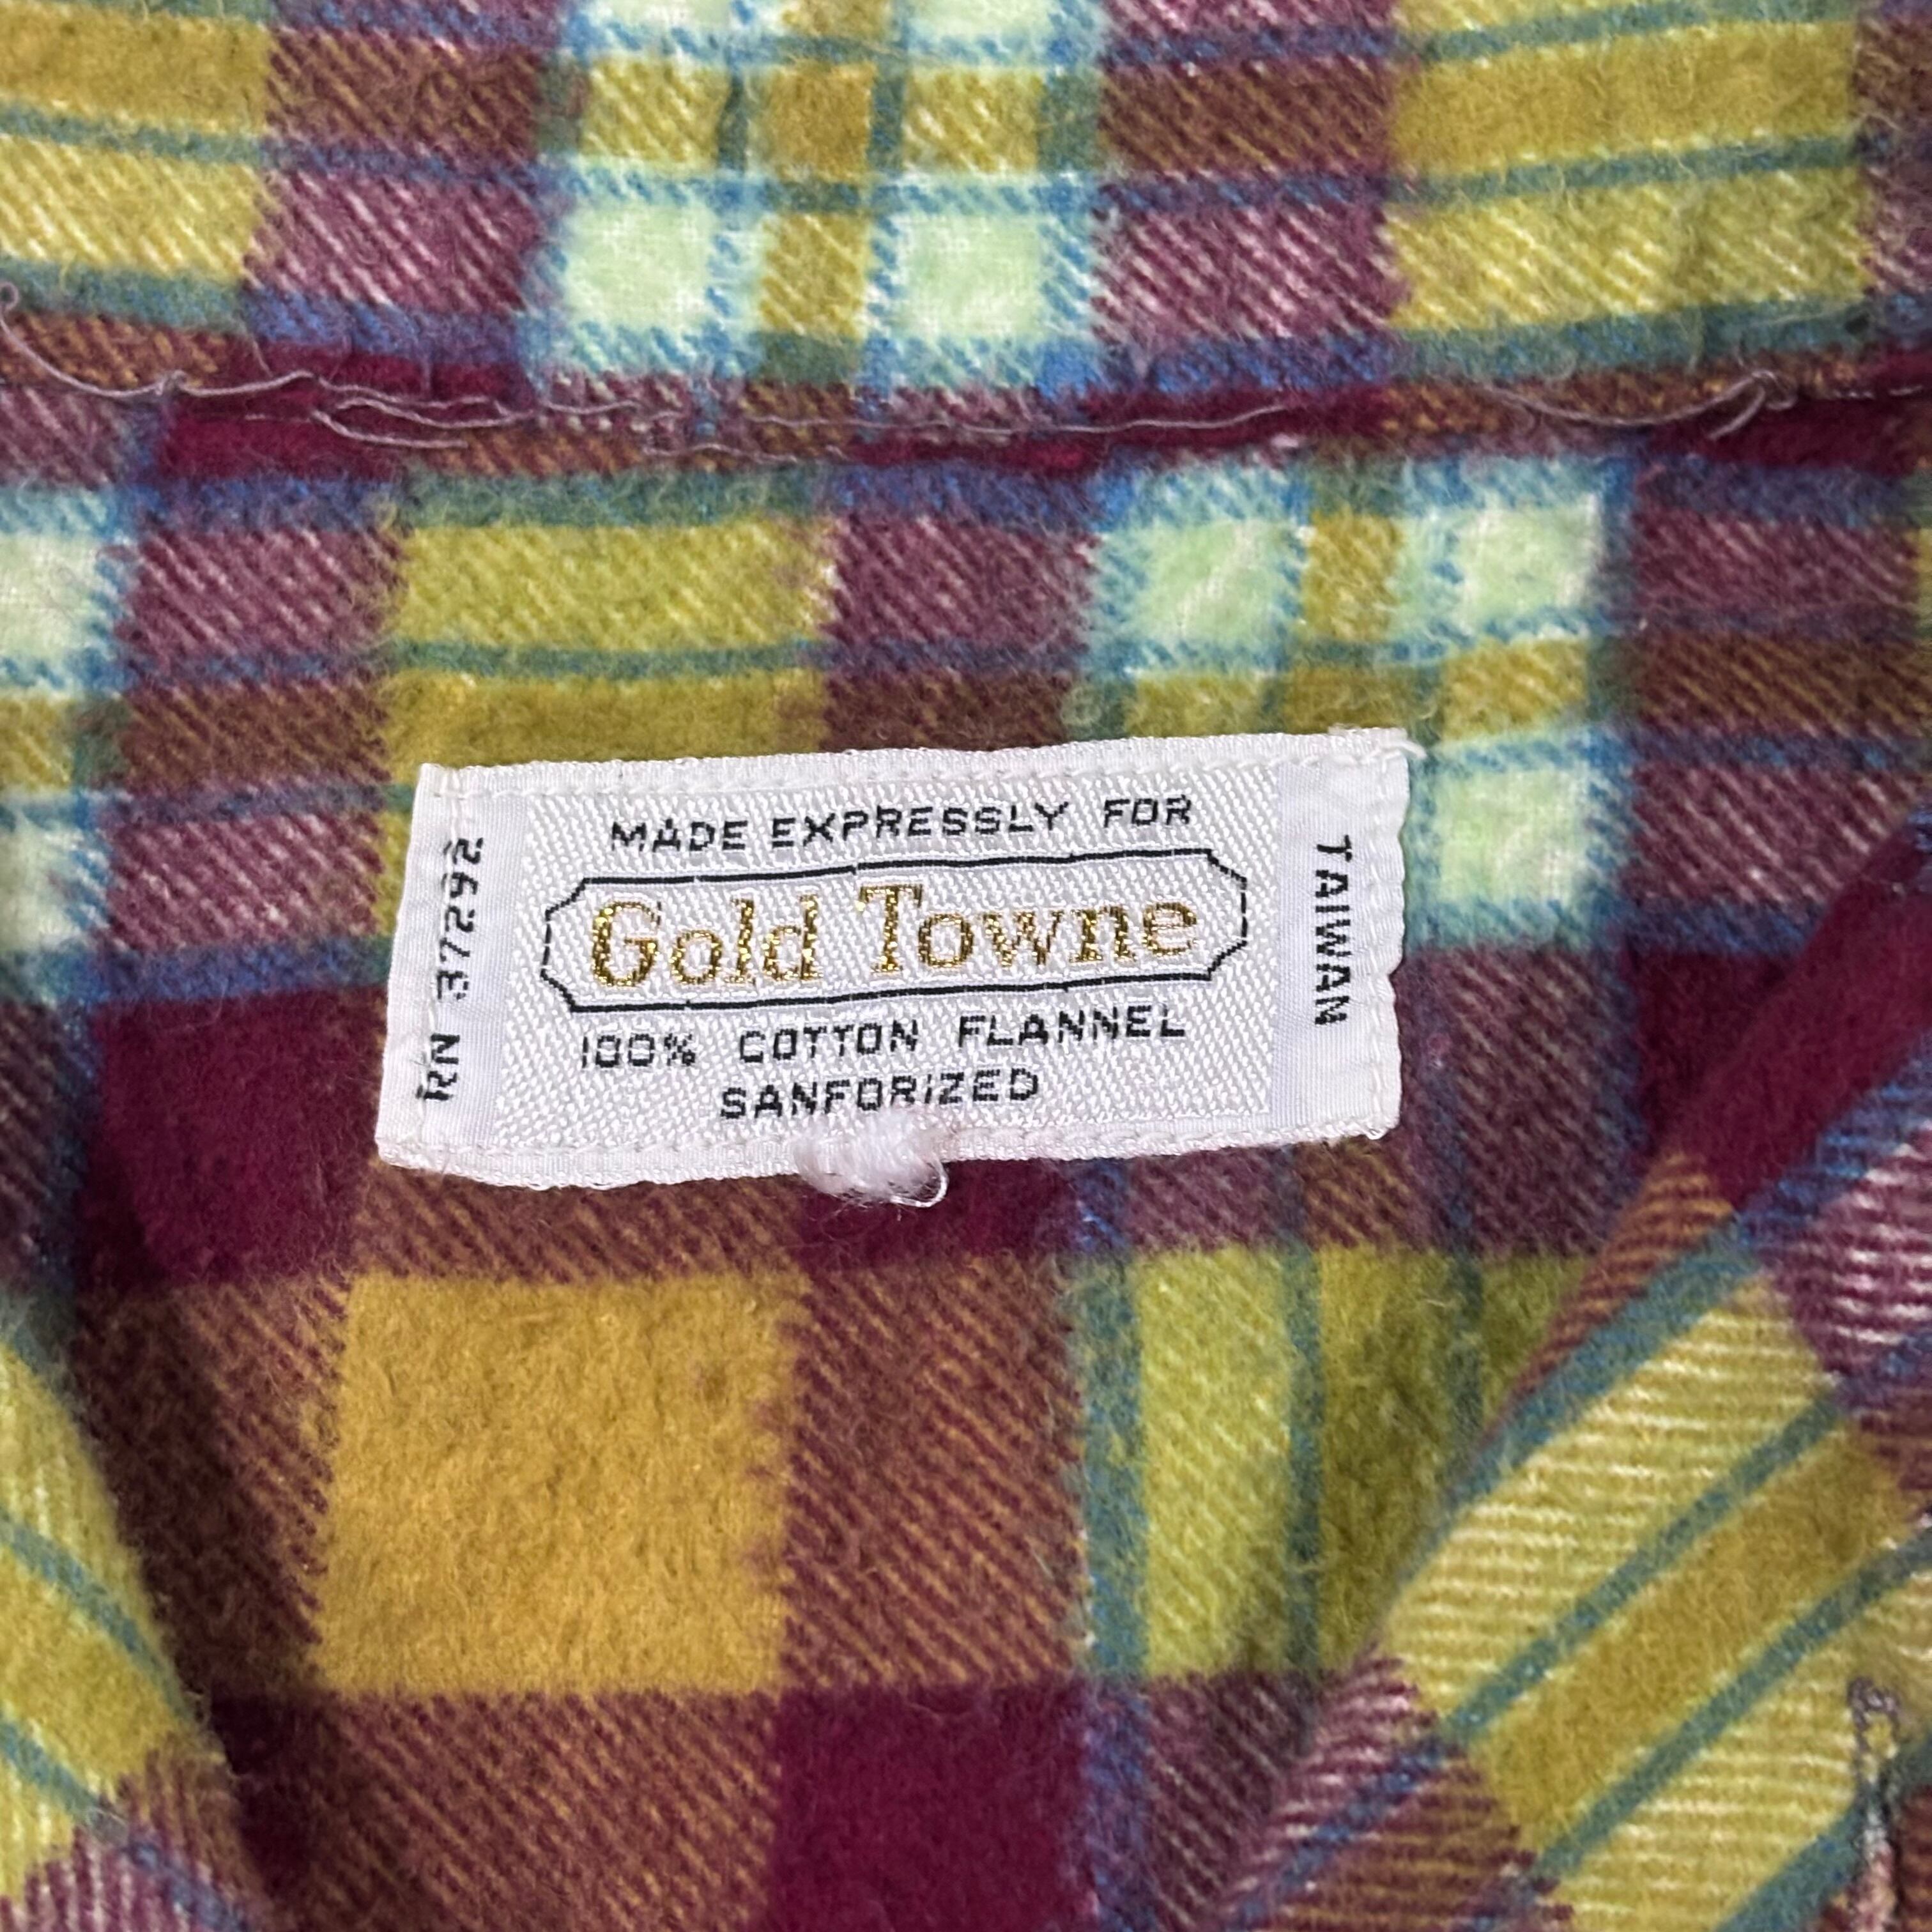 MADE EXPRESSLY FOR
Gold Towne
100% COTTON FLANNEL
SANFORIZED
RN 37292
TAIWAN